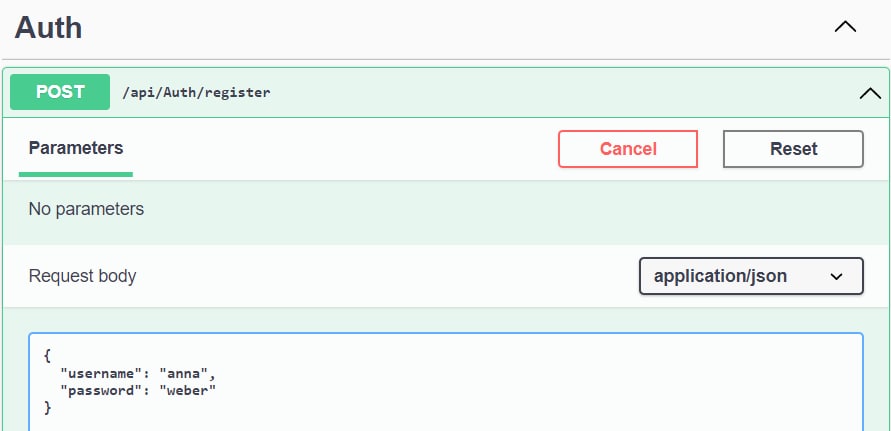 Auth
POST /api/Auth/register
Parameters Cancel Reset
No parameters
Request body application/json
{
  "username": "anna",
  "password": "weber"
}